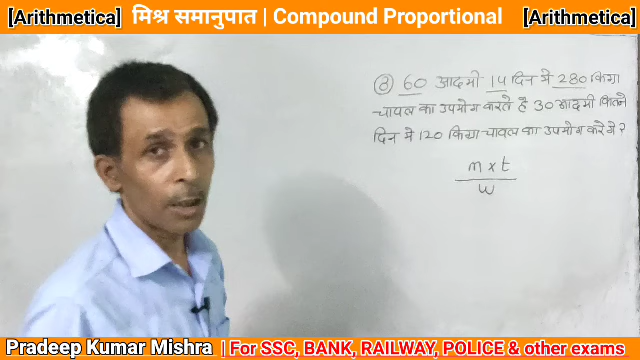 [Arithmetica] मिश्र समानुपात | Compound Proportional [Arithmetica]
⑧ 60 आदमी 14 दिन में 280 किग्रा
चावल का उपभोग करते हैं 30 आदमी कितने
दिन में 120 किग्रा चावल का उपभोग करेंगे?
m x t
w
Pradeep Kumar Mishra | For SSC, BANK, RAILWAY, POLICE & other exams